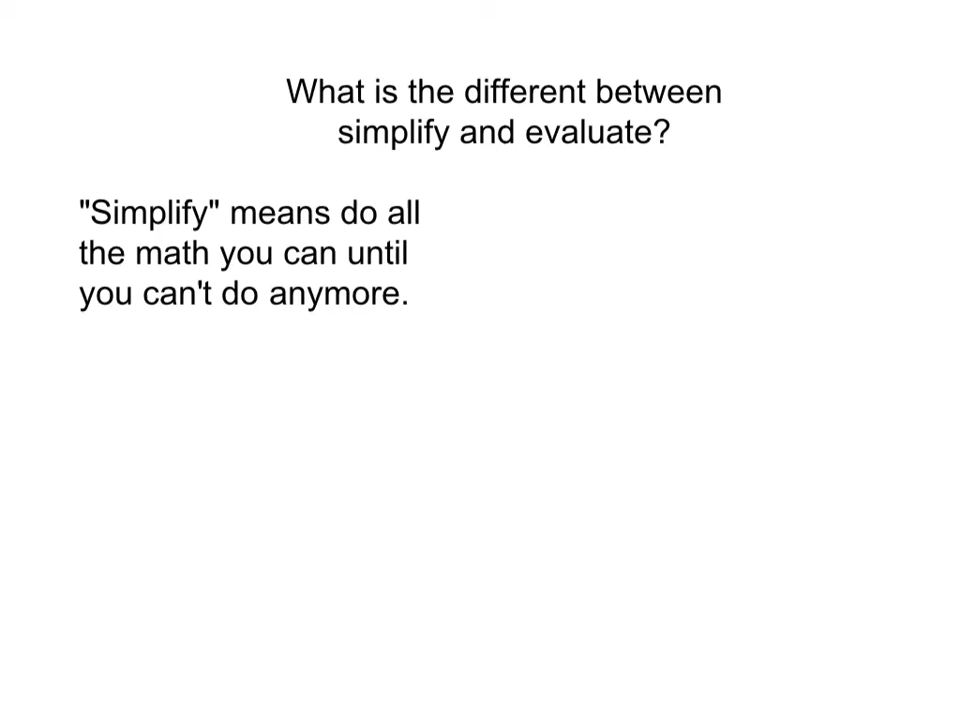 What is the different between
simplify and evaluate?
"Simplify" means do all
the math you can until
you can't do anymore.